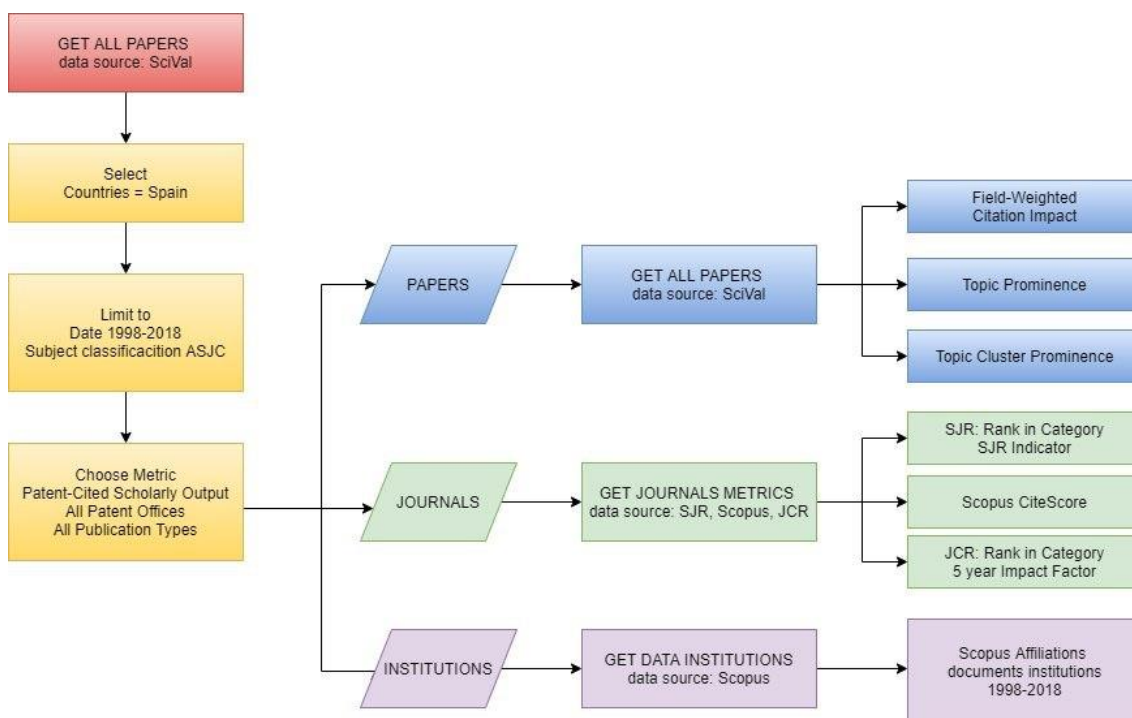 GET ALL PAPERS
data source: SciVal
Select
Countries = Spain
Limit to
Date 1998-2018
Subject classificacition ASJC
Choose Metric
Patent-Cited Scholarly Output
All Patent Offices
All Publication Types
PAPERS
GET ALL PAPERS
data source: SciVal
Field-Weighted
Citation Impact
Topic Prominence
Topic Cluster Prominence
JOURNALS
GET JOURNALS METRICS
data source: SJR, Scopus, JCR
SJR: Rank in Category
SJR Indicator
Scopus CiteScore
JCR: Rank in Category
5 year Impact Factor
INSTITUTIONS
GET DATA INSTITUTIONS
data source: Scopus
Scopus Affiliations
documents institutions
1998-2018